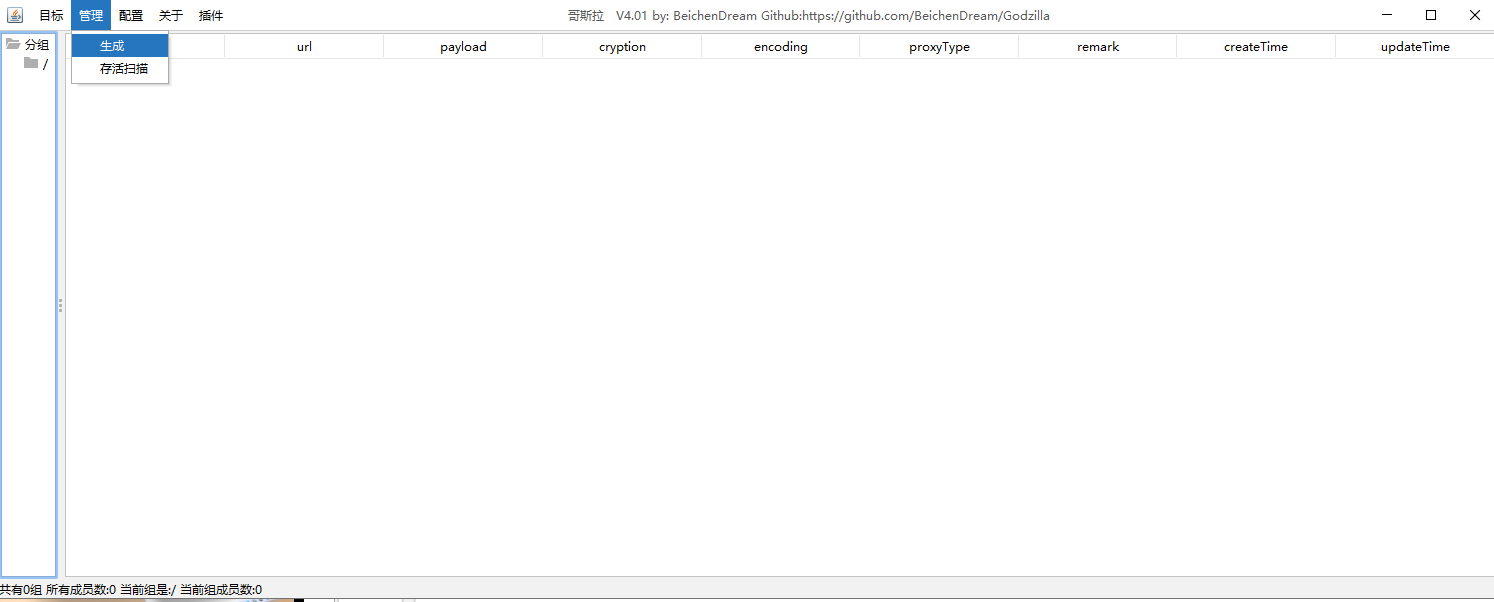 目标 管理 配置 关于 插件 哥斯拉 V4.01 by: BeichenDream Github:https://github.com/BeichenDream/Godzilla
分组 生成 url payload cryption encoding proxyType remark createTime updateTime
/ 存活扫描
共有0组 所有成员数:0 当前组是:/ 当前组成员数:0